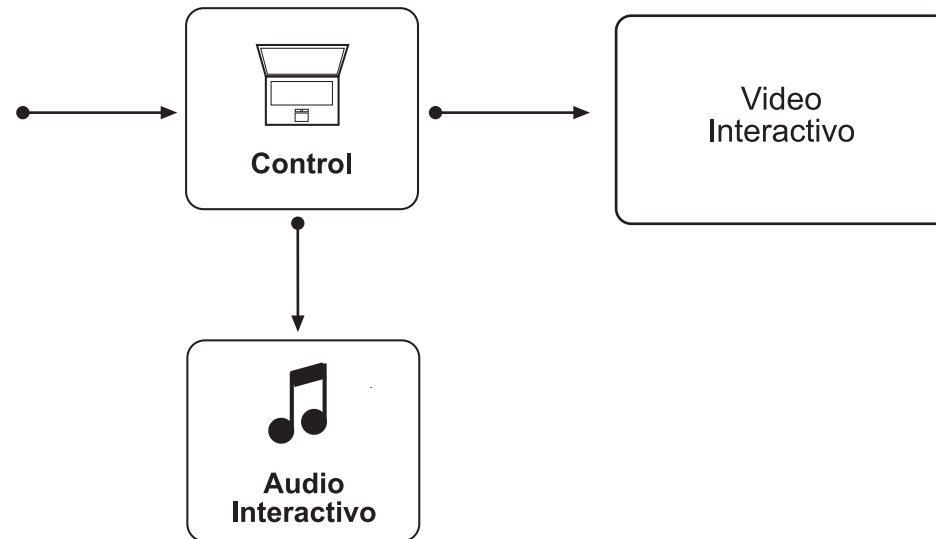 Control
Video
Interactivo
Audio
Interactivo